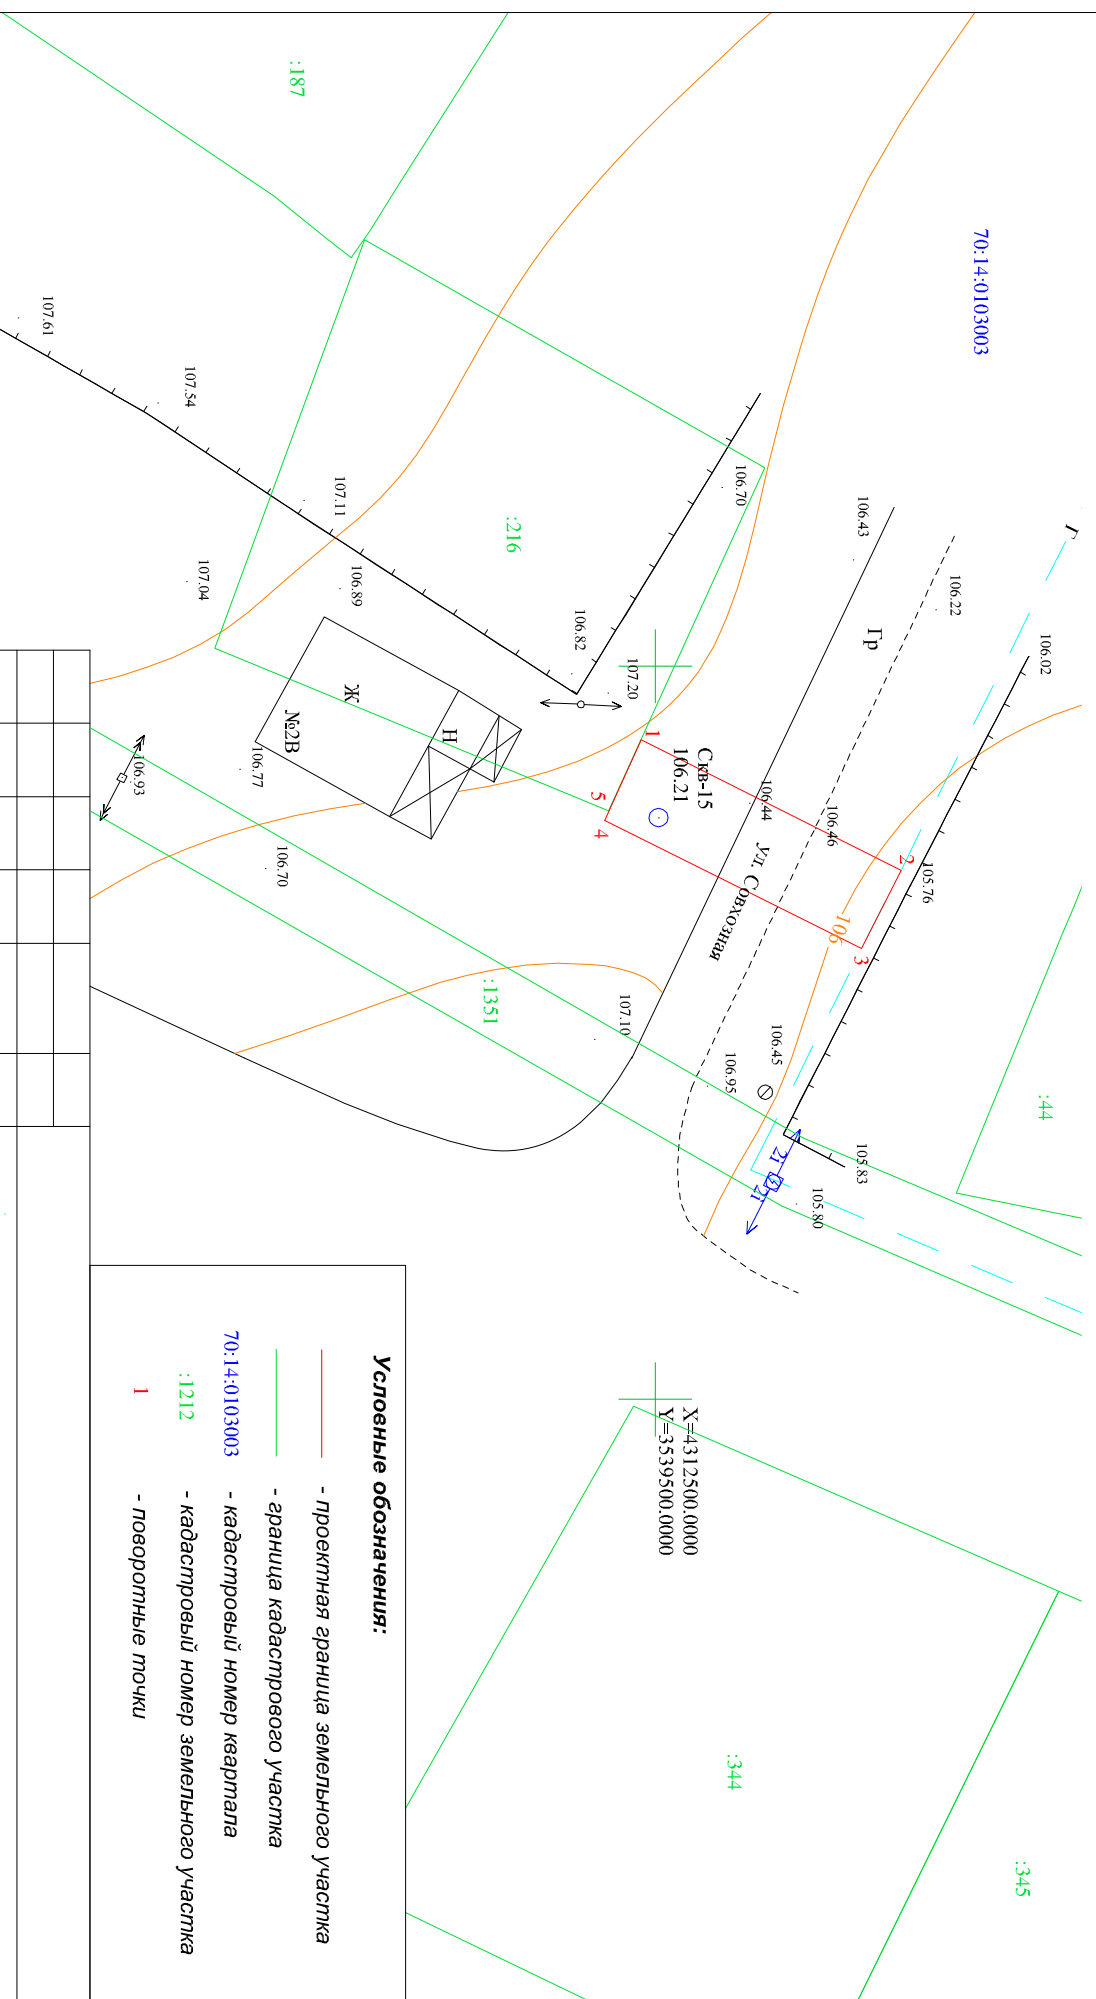 70:14:0103003
Г
:187
106.02
106.22
106.43
Гр
:44
105.76
106.70
:216
107.61
107.54
107.11
107.04
106.89
106.82
107.20
1
2
3
4
5
Скв-15
106.21
106.44
106.46
ул. Совхозная
106
106.45
106.95
107.10
105.83
105.80
2г
2г
Ж
Н
№2В
106.77
106.93
106.70
:1351
X=4312500.0000
Y=3539500.0000
:344
:345
Условные обозначения:
- проектная граница земельного участка
- граница кадастрового участка
70:14:0103003 - кадастровый номер квартала
:1212 - кадастровый номер земельного участка
1 - поворотные точки